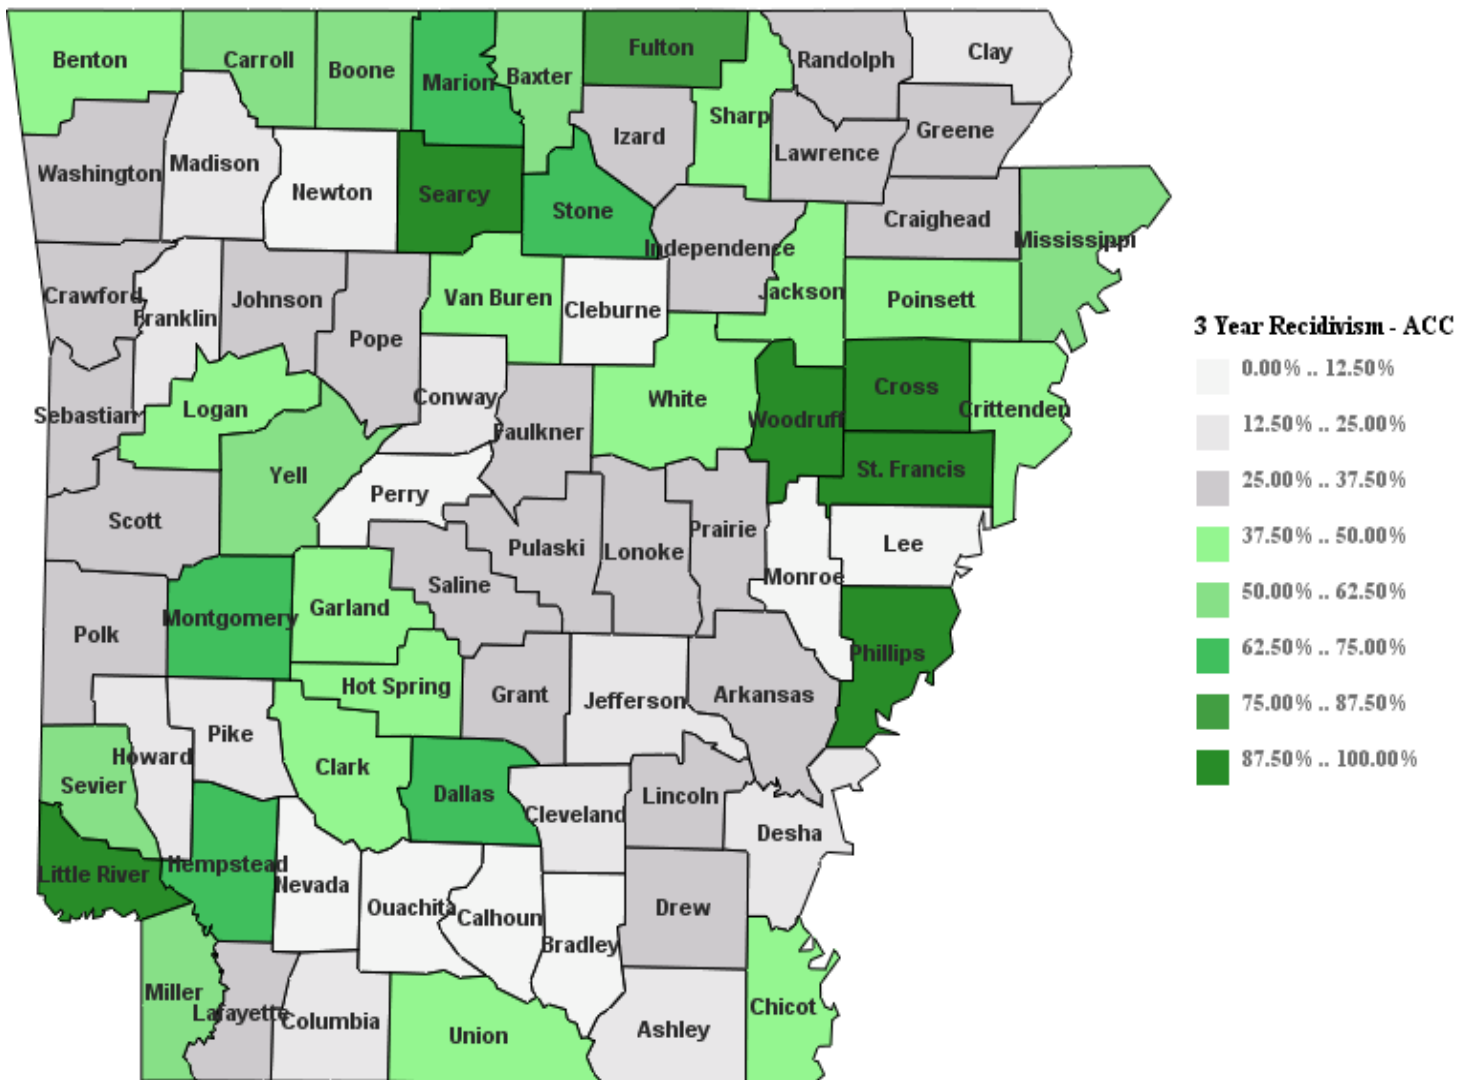 Benton
Carroll
Boone
Marion
Baxter
Fulton
Sharp
Randolph
Clay
Izard
Lawrence
Greene
Washington
Madison
Newton
Searcy
Stone
Independence
Craighead
Mississippi
Crawford
Franklin
Johnson
Pope
Van Buren
Cleburne
Jackson
Poinsett
Sebastian
Logan
Conway
Faulkner
White
Woodruff
Cross
Crittenden
St. Francis
Scott
Yell
Perry
Pulaski
Lonoke
Prairie
Monroe
Lee
Polk
Montgomery
Garland
Saline
Hot Spring
Grant
Jefferson
Arkansas
Phillips
Howard
Pike
Clark
Dallas
Cleveland
Lincoln
Desha
Sevier
Little River
Hempstead
Nevada
Ouachita
Calhoun
Bradley
Drew
Miller
Lafayette
Columbia
Union
Ashley
Chicot
3 Year Recidivism - ACC
0.00% .. 12.50%
12.50% .. 25.00%
25.00% .. 37.50%
37.50% .. 50.00%
50.00% .. 62.50%
62.50% .. 75.00%
75.00% .. 87.50%
87.50% .. 100.00%